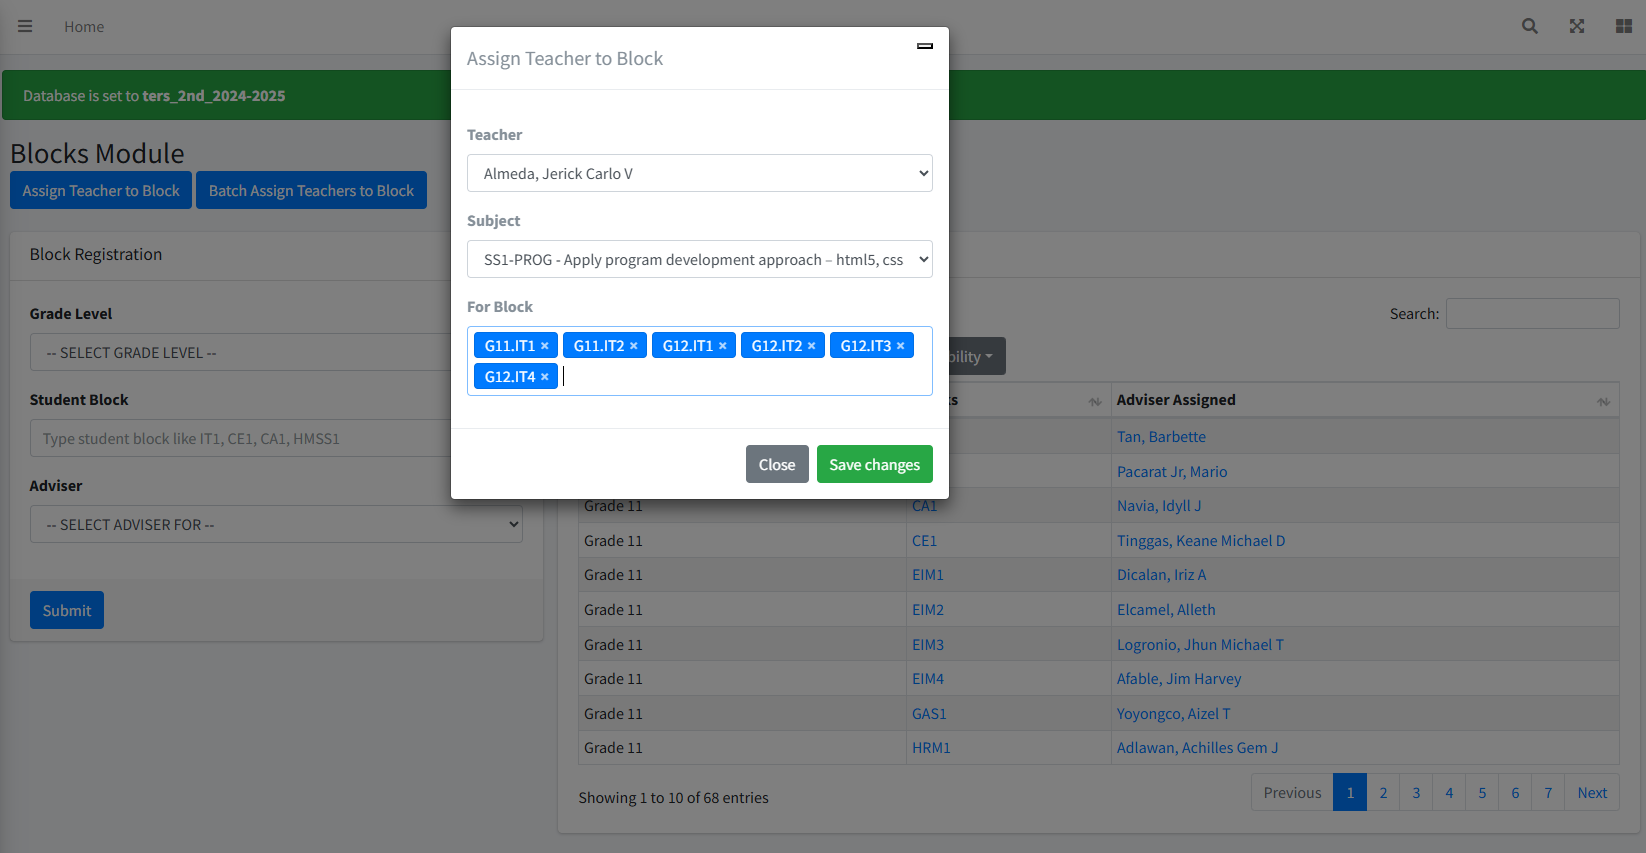 Home
Database is set to ters_2nd_2024-2025
Blocks Module
Assign Teacher to Block
Batch Assign Teachers to Block
Block Registration
Grade Level
-- SELECT GRADE LEVEL --
Student Block
Type student block like IT1, CE1, CA1, HMSS1
Adviser
-- SELECT ADVISER FOR --
Submit
Assign Teacher to Block
Teacher
Almeda, Jerick Carlo V
Subject
SS1-PROG - Apply program development approach – html5, css
For Block
G11.IT1 × G11.IT2 × G12.IT1 × G12.IT2 × G12.IT3 ×
G12.IT4 ×
Close Save changes
Search:
Adviser Assigned
Tan, Barbette
Pacarat Jr, Mario
Grade 11 CA1 Navia, Idyll J
Grade 11 CE1 Tinggas, Keane Michael D
Grade 11 EIM1 Dicalan, Iriz A
Grade 11 EIM2 Elcamel, Alleth
Grade 11 EIM3 Logronio, Jhun Michael T
Grade 11 EIM4 Afable, Jim Harvey
Grade 11 GAS1 Yoyongco, Aizel T
Grade 11 HRM1 Adlawan, Achilles Gem J
Showing 1 to 10 of 68 entries
Previous 1 2 3 4 5 6 7 Next